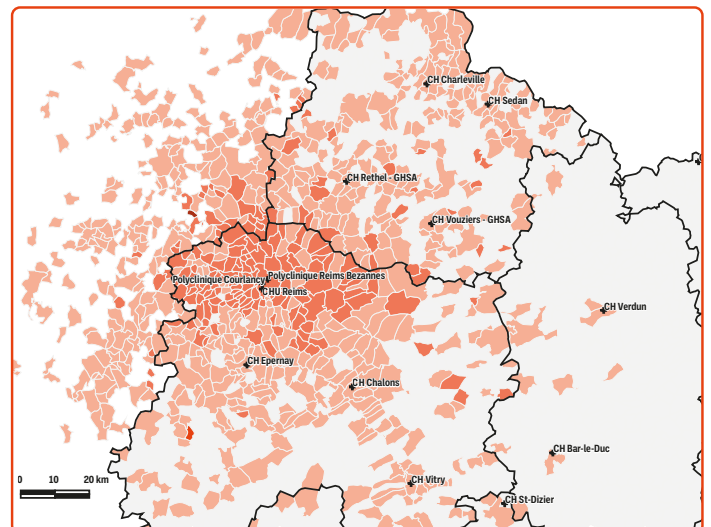 CH Charleville
CH Sedan
CH Rethel - GHSA
CH Vouziers - GHSA
Polyclinique Courlancy
Polyclinique Reims Bezannes
CHU Reims
CH Verdun
CH Epernay
CH Chalons
CH Bar-le-Duc
CH Vitry
0 10 20 km
CH St-Dizier